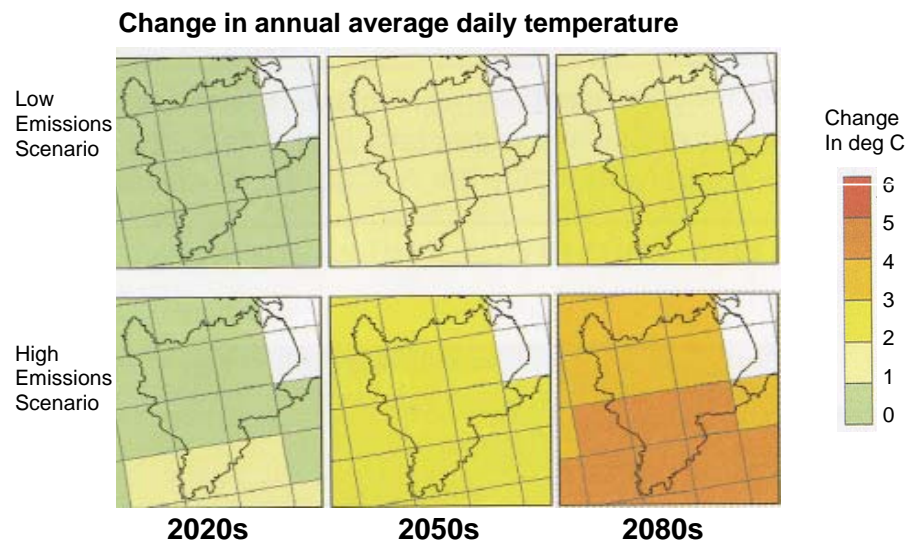 Change in annual average daily temperature
Low
Emissions
Scenario
Change
In deg C
6
5
4
3
2
1
0
High
Emissions
Scenario
2020s
2050s
2080s